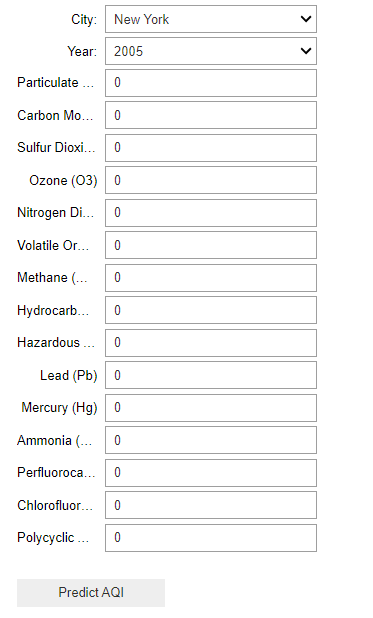 City: New York
Year: 2005
Particulate ... 0
Carbon Mo... 0
Sulfur Dioxi... 0
Ozone (O3) 0
Nitrogen Di... 0
Volatile Or... 0
Methane (... 0
Hydrocarb... 0
Hazardous ... 0
Lead (Pb) 0
Mercury (Hg) 0
Ammonia (... 0
Perfluoroca... 0
Chlorofluor... 0
Polycyclic ... 0
Predict AQI